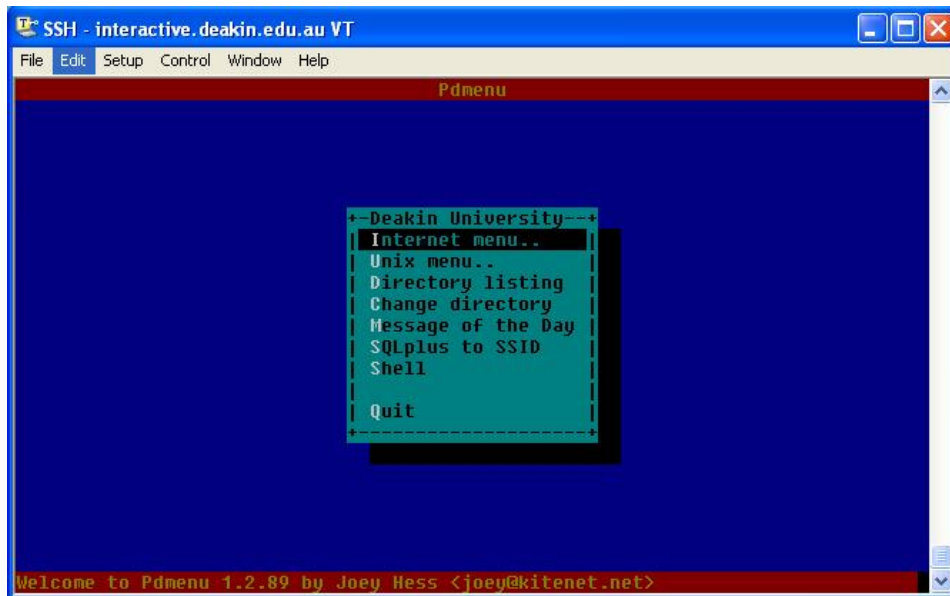 SSH - interactive.deakin.edu.au VT
File Edit Setup Control Window Help
Pdmenu
Deakin University
Internet menu..
Unix menu..
Directory listing
Change directory
Message of the Day
SQLplus to SSID
Shell
Quit
Welcome to Pdmenu 1.2.89 by Joey Hess <joey@kitenet.net>